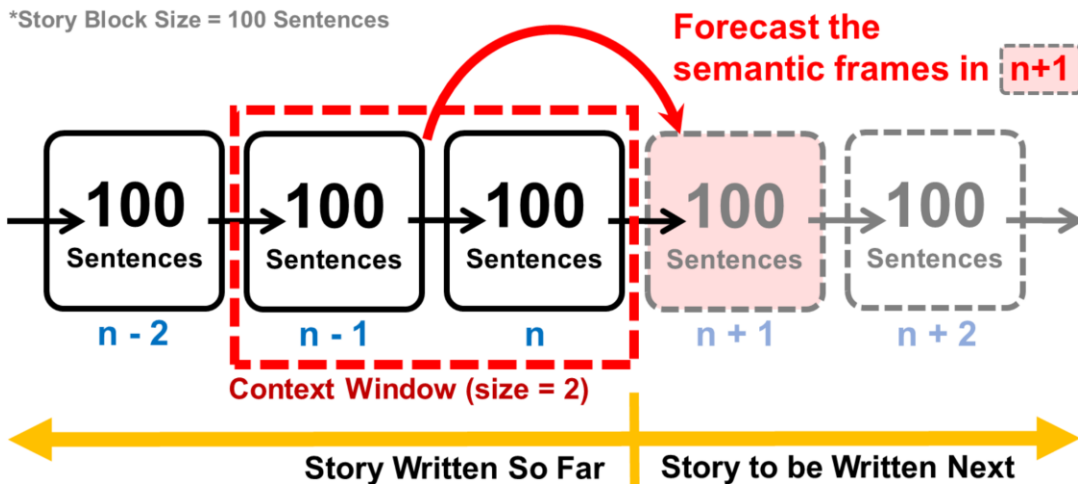 *Story Block Size = 100 Sentences
Forecast the
semantic frames in n+1
100
Sentences
100
Sentences
100
Sentences
100
Sentences
100
Sentences
n - 2
n - 1
n
n + 1
n + 2
Context Window (size = 2)
Story Written So Far
Story to be Written Next